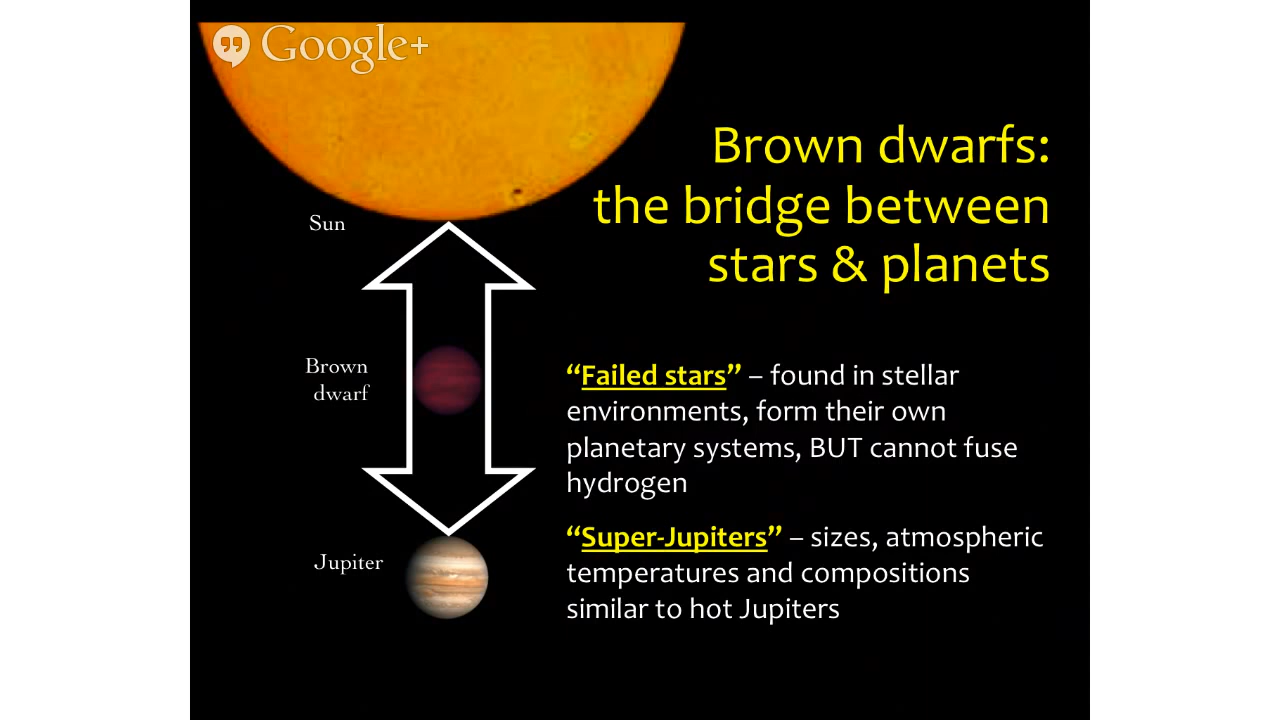 Google+
Brown dwarfs:
the bridge between
stars & planets
Sun
Brown
dwarf
Jupiter
“Failed stars” – found in stellar
environments, form their own
planetary systems, BUT cannot fuse
hydrogen
“Super-Jupiters” – sizes, atmospheric
temperatures and compositions
similar to hot Jupiters